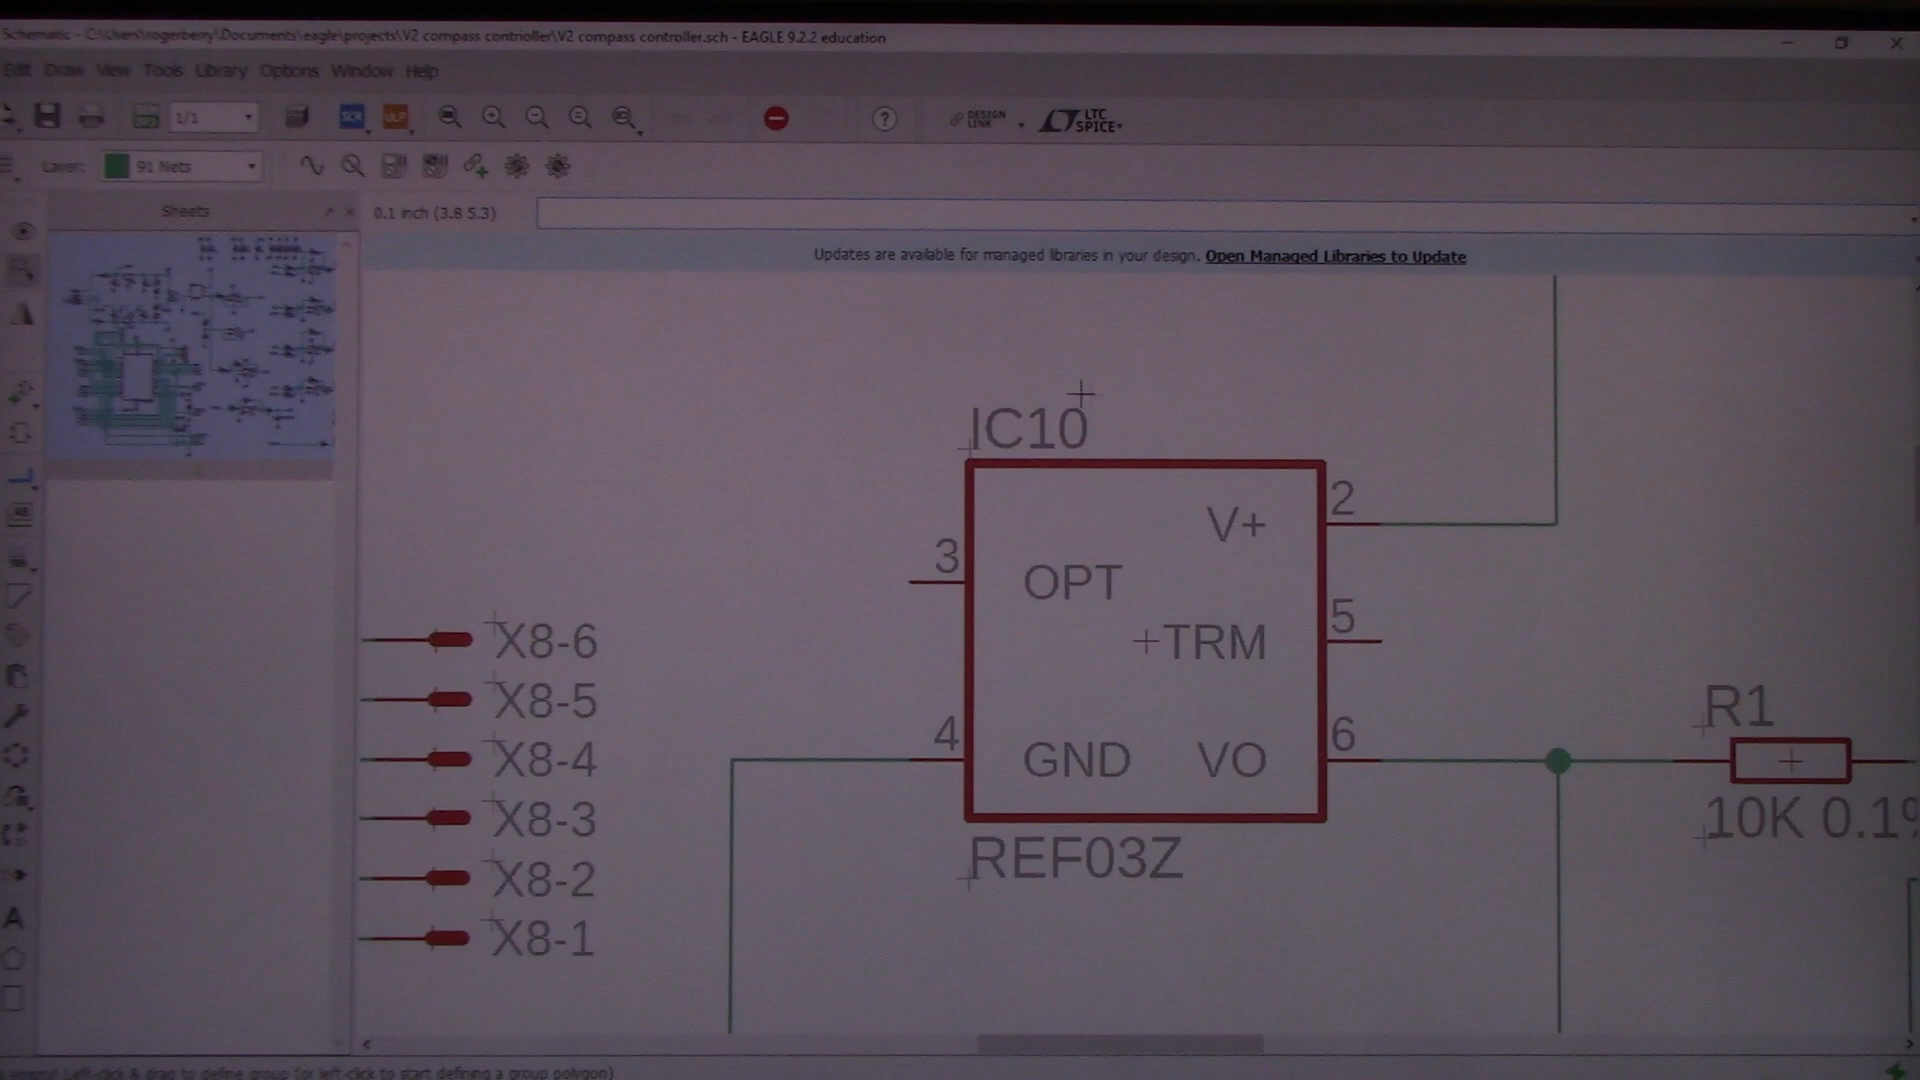 Schematic - C:\Users\rogerberry\Documents\eagle\projects\V2 compass contrioller\V2 compass controller.sch - EAGLE 9.2.2 education
Edit Draw View Tools Library Options Window Help
1/1
SCR
ULP
?
DESIGN LINK
LTC SPICE
Layer: 91 Nets
Sheets
0.1 inch (3.8 5.3)
Updates are available for managed libraries in your design. Open Managed Libraries to Update
IC10
V+
2
3
OPT
+TRM
5
4
GND
VO
6
REF03Z
X8-6
X8-5
X8-4
X8-3
X8-2
X8-1
R1
10K 0.1%
A
Left-click & drag to define group (or left-click to start defining a group polygon)